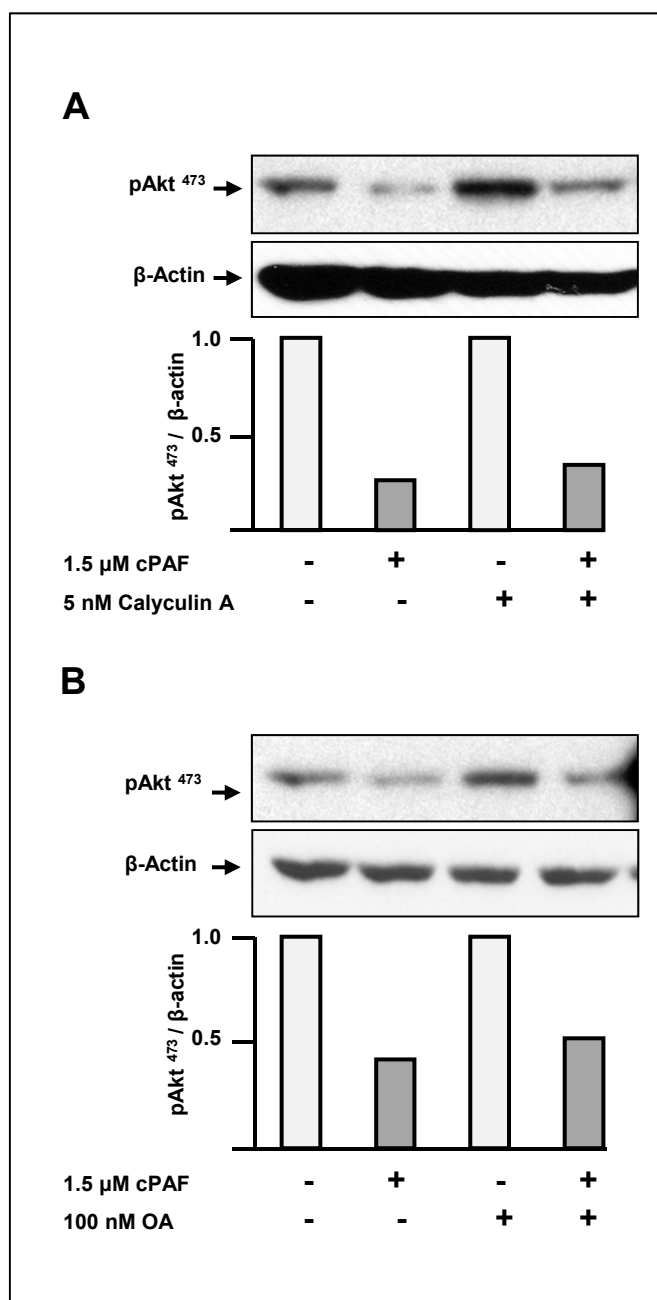 A
pAkt 473
β-Actin
1.0
0.5
pAkt 473 / β-actin
1.5 μM cPAF - + - +
5 nM Calyculin A - - + +
B
pAkt 473
β-Actin
1.0
0.5
pAkt 473 / β-actin
1.5 μM cPAF - + - +
100 nM OA - - + +